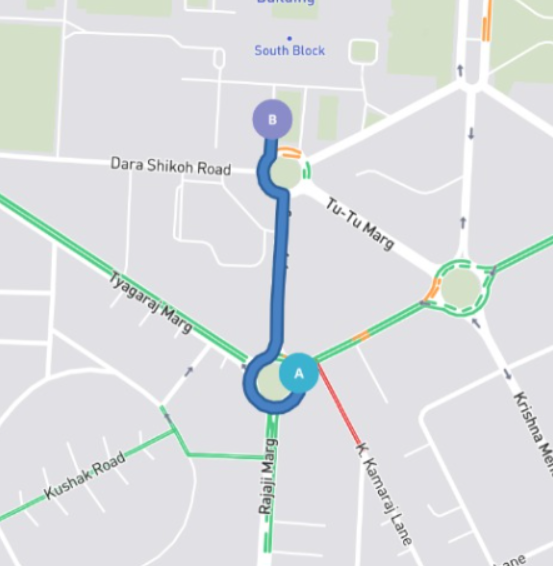 Building
South Block
B
Dara Shikoh Road
Tu-Tu Marg
Tyagaraj Marg
A
Krishna Men
Kushak Road
Rajaji Marg
K. Kamaraj Lane
Lane